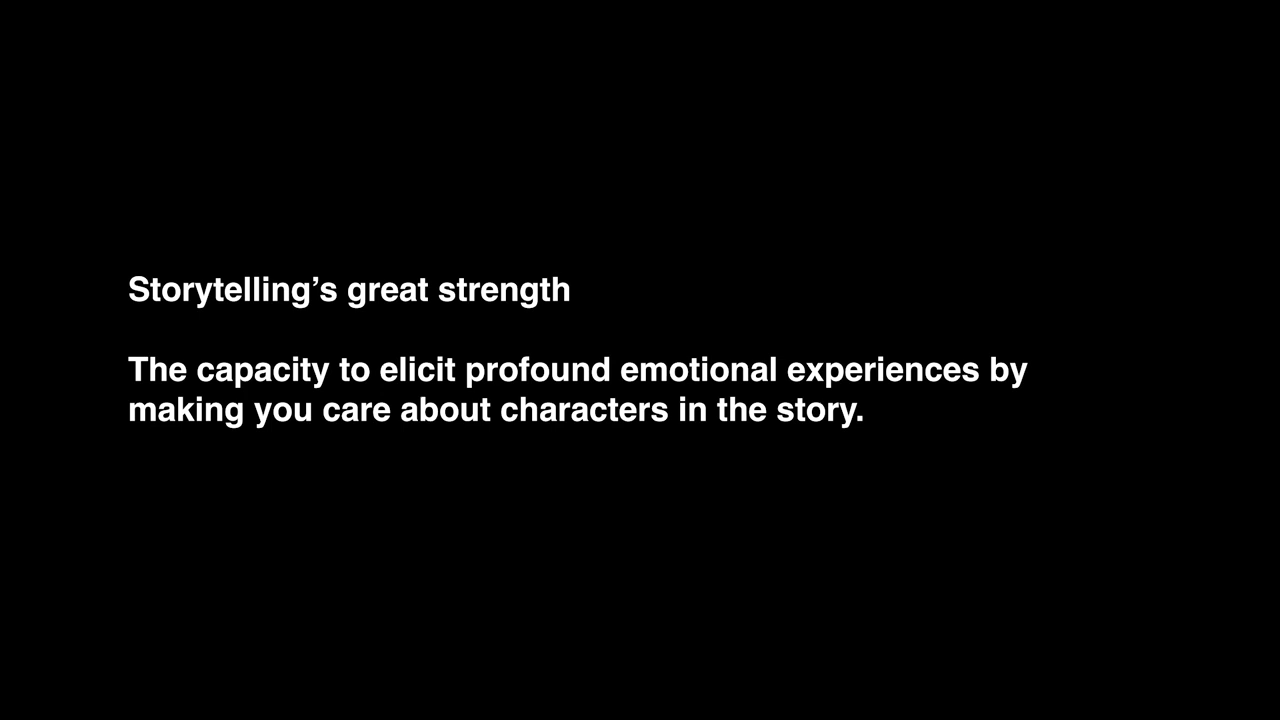 Storytelling’s great strength
The capacity to elicit profound emotional experiences by
making you care about characters in the story.